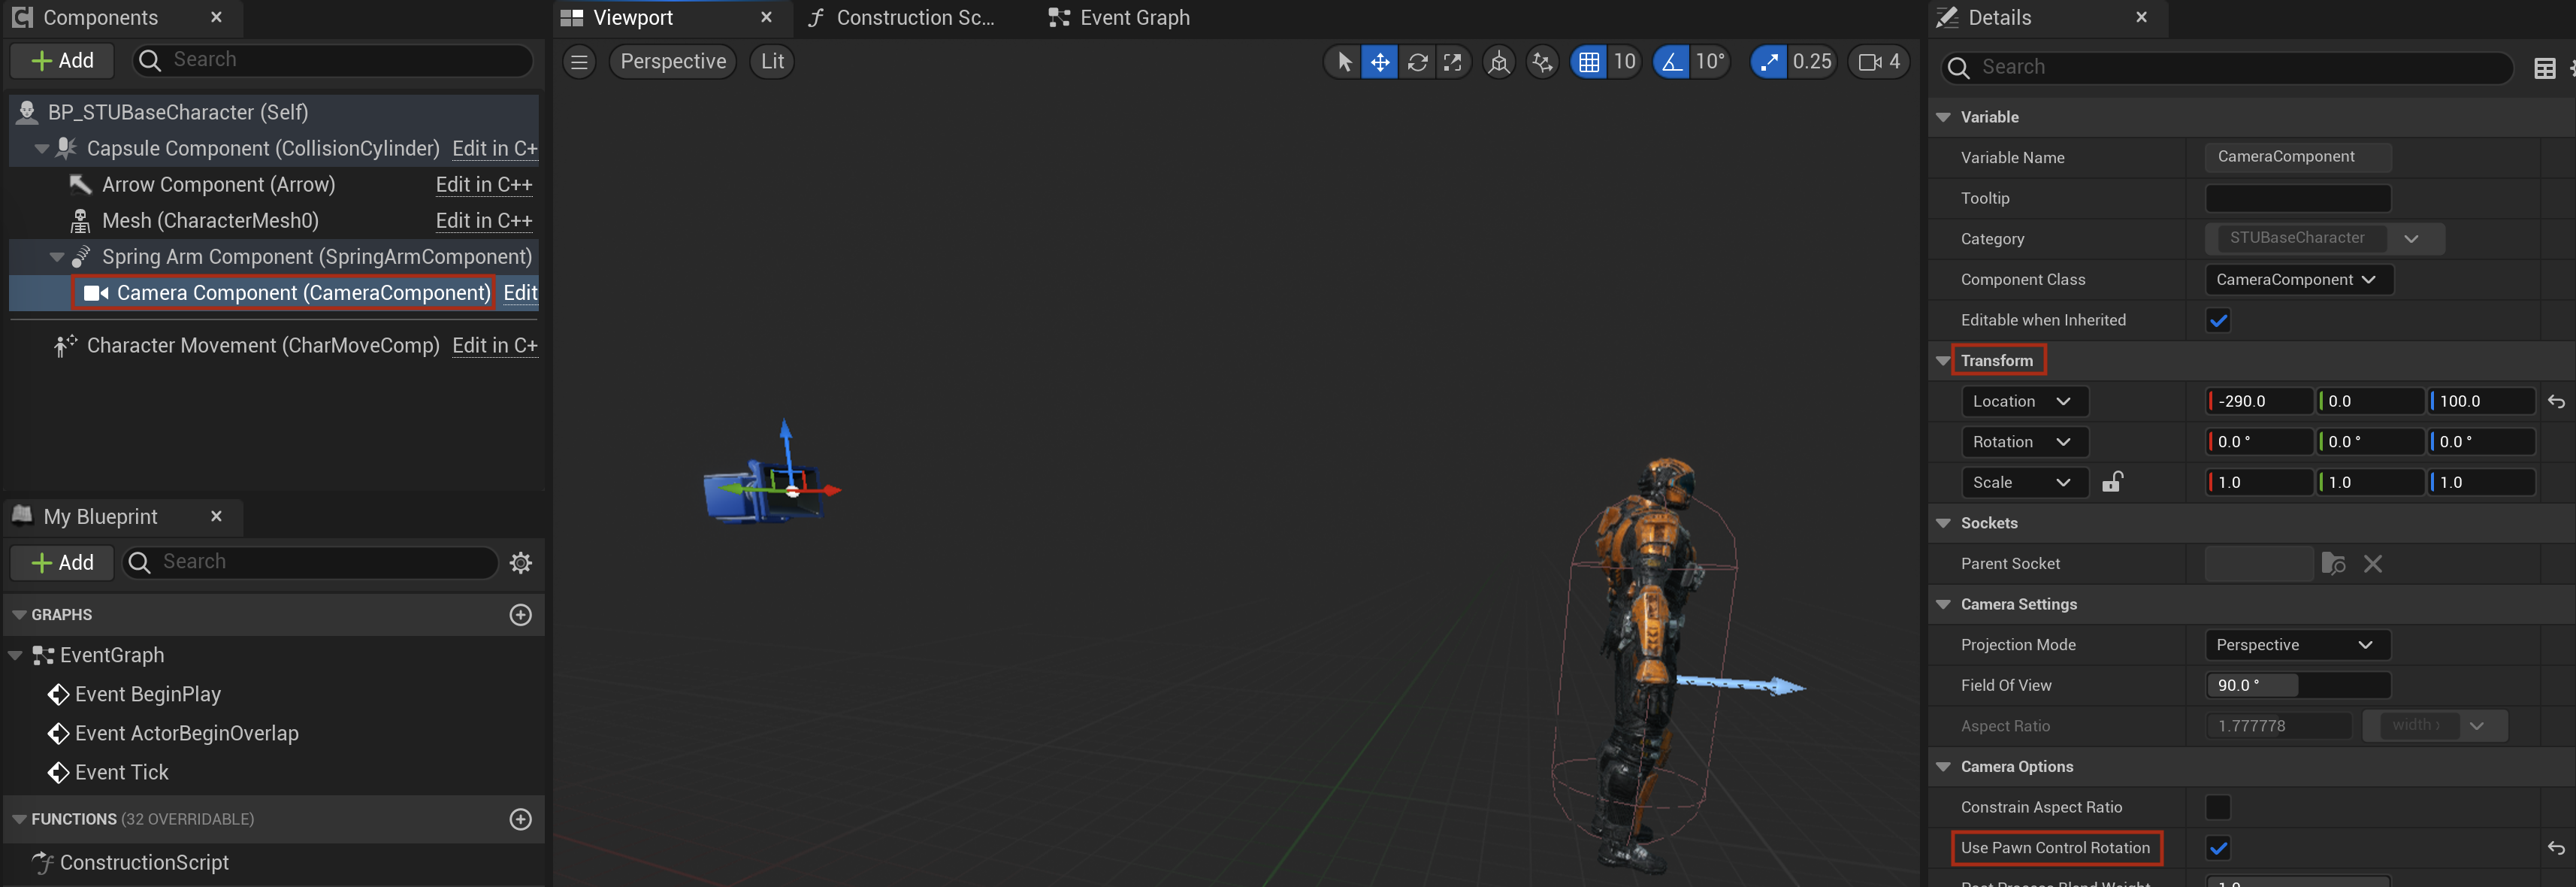 Components
Viewport
Construction Sc...
Event Graph
Details
Add
Search
Perspective
Lit
10
10°
0.25
4
Search
BP_STUBaseCharacter (Self)
Capsule Component (CollisionCylinder) Edit in C+
Arrow Component (Arrow) Edit in C++
Mesh (CharacterMesh0) Edit in C++
Spring Arm Component (SpringArmComponent)
Camera Component (CameraComponent) Edit
Character Movement (CharMoveComp) Edit in C+
My Blueprint
Add
Search
GRAPHS
EventGraph
Event BeginPlay
Event ActorBeginOverlap
Event Tick
FUNCTIONS (32 OVERRIDABLE)
ConstructionScript
Variable
Variable Name CameraComponent
Tooltip
Category STUBaseCharacter
Component Class CameraComponent
Editable when Inherited
Transform
Location -290.0 0.0 100.0
Rotation 0.0 ° 0.0 ° 0.0 °
Scale 1.0 1.0 1.0
Sockets
Parent Socket
Camera Settings
Projection Mode Perspective
Field Of View 90.0 °
Aspect Ratio 1.777778 width
Camera Options
Constrain Aspect Ratio
Use Pawn Control Rotation
Post Process Blend Weight 1.0